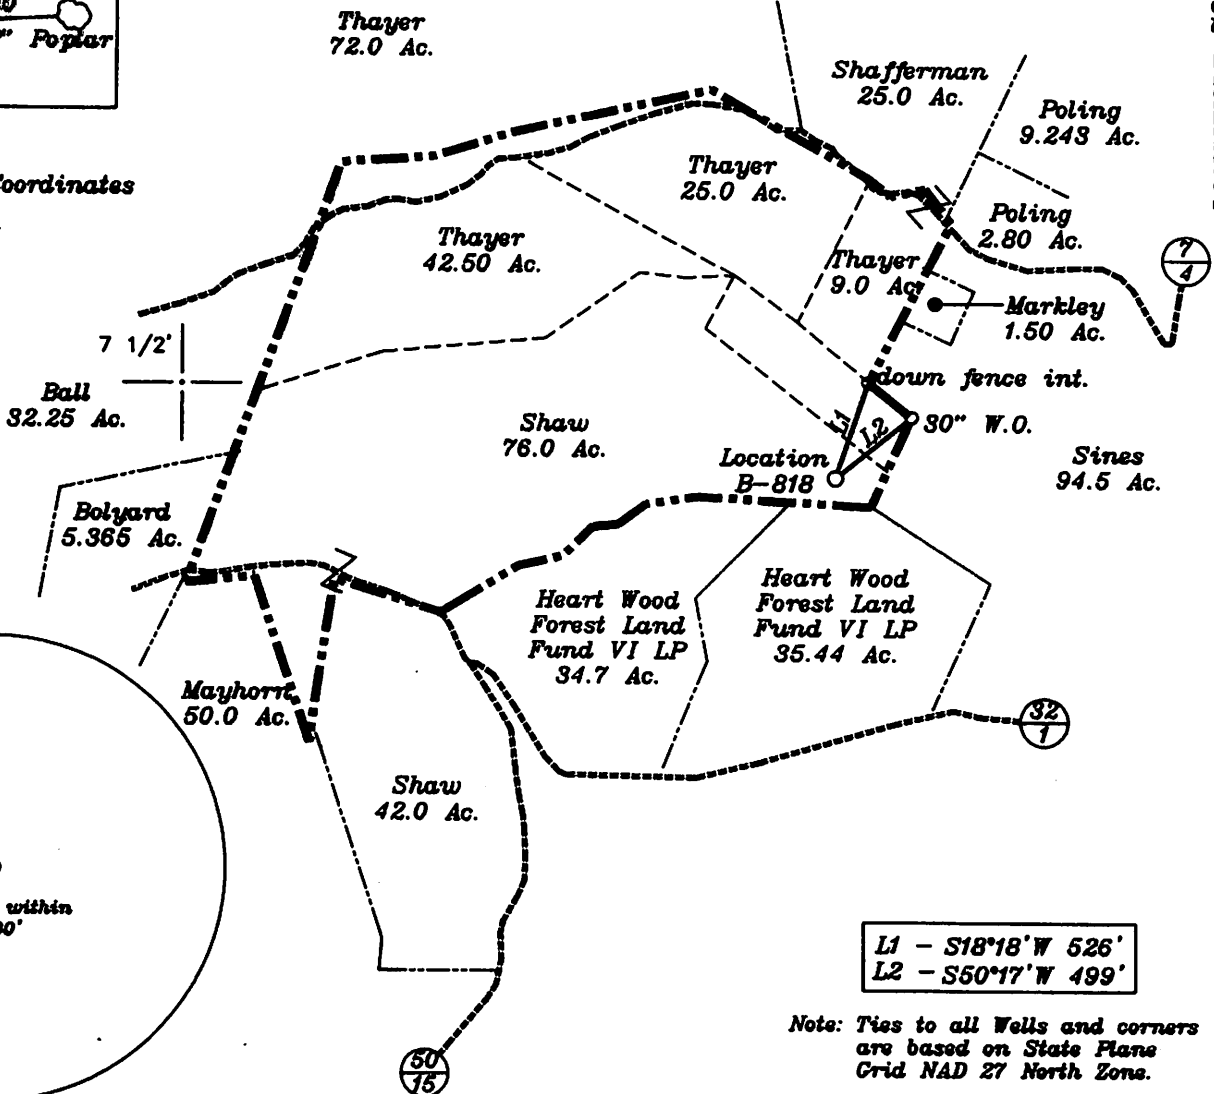 Poplar
Thayer
72.0 Ac.
Shafferman
25.0 Ac.
Poling
9.243 Ac.
Coordinates
Thayer
25.0 Ac.
Poling
2.80 Ac.
Thayer
42.50 Ac.
Thayer
9.0 Ac.
7
4
Markley
1.50 Ac.
7 1/2'
Ball
32.25 Ac.
down fence int.
Shaw
76.0 Ac.
L1
L2
30" W.O.
Location
B-818
Sines
94.5 Ac.
Bolyard
5.365 Ac.
Heart Wood
Forest Land
Fund VI LP
34.7 Ac.
Heart Wood
Forest Land
Fund VI LP
35.44 Ac.
Mayhorn
50.0 Ac.
32
1
Shaw
42.0 Ac.
within
L1 - S18°18'W 526'
L2 - S50°17'W 499'
Note: Ties to all Wells and corners
are based on State Plane
Grid NAD 27 North Zone.
50
15